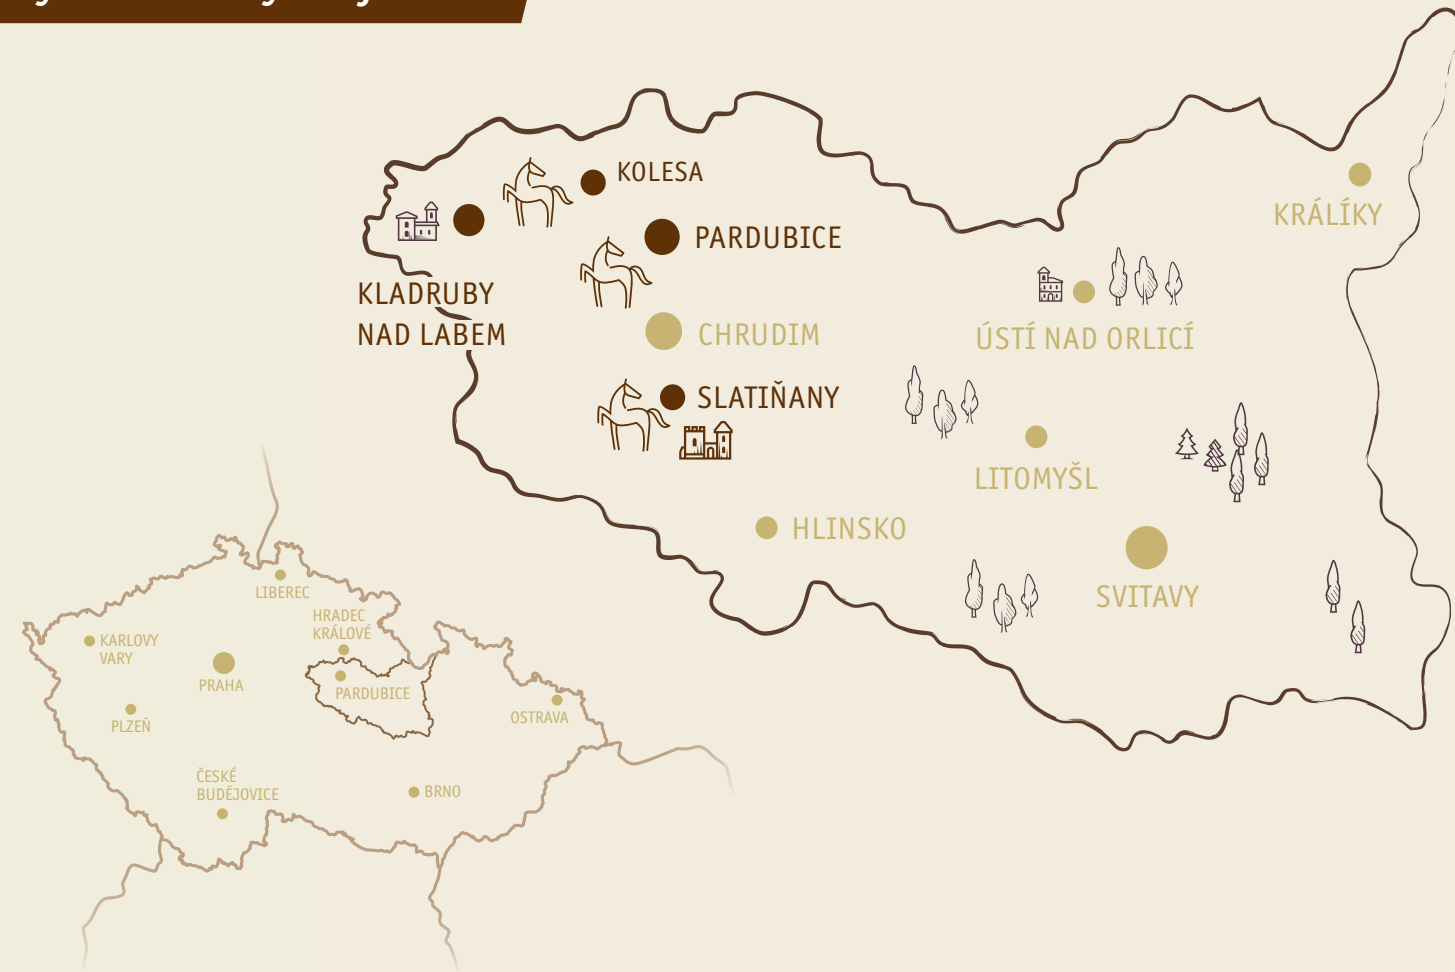 KOLESA
PARDUBICE
KRÁLÍKY
KLADRUBY
NAD LABEM
CHRUDIM
ÚSTÍ NAD ORLICÍ
SLATIŇANY
LITOMYŠL
HLINSKO
SVITAVY
LIBEREC
HRADEC
KRÁLOVÉ
KARLOVY
VARY
PRAHA
PARDUBICE
OSTRAVA
PLZEŇ
ČESKÉ
BUDĚJOVICE
BRNO